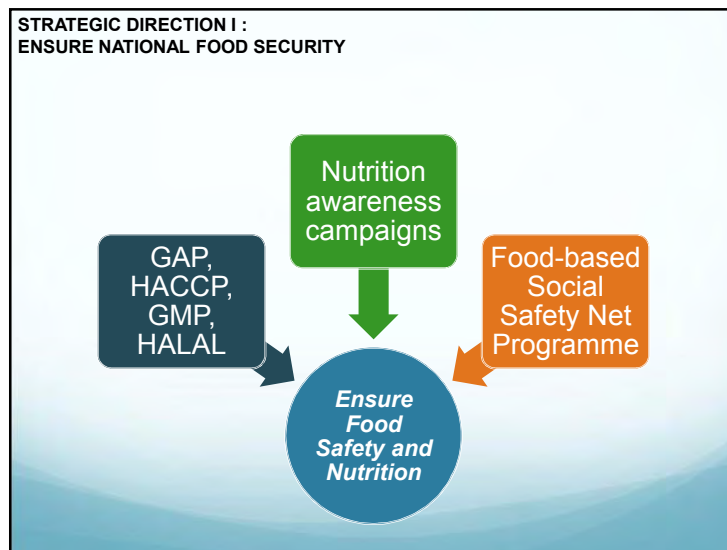 STRATEGIC DIRECTION I :
ENSURE NATIONAL FOOD SECURITY
Nutrition
awareness
campaigns
GAP,
HACCP,
GMP,
HALAL
Food-based
Social
Safety Net
Programme
Ensure
Food
Safety and
Nutrition